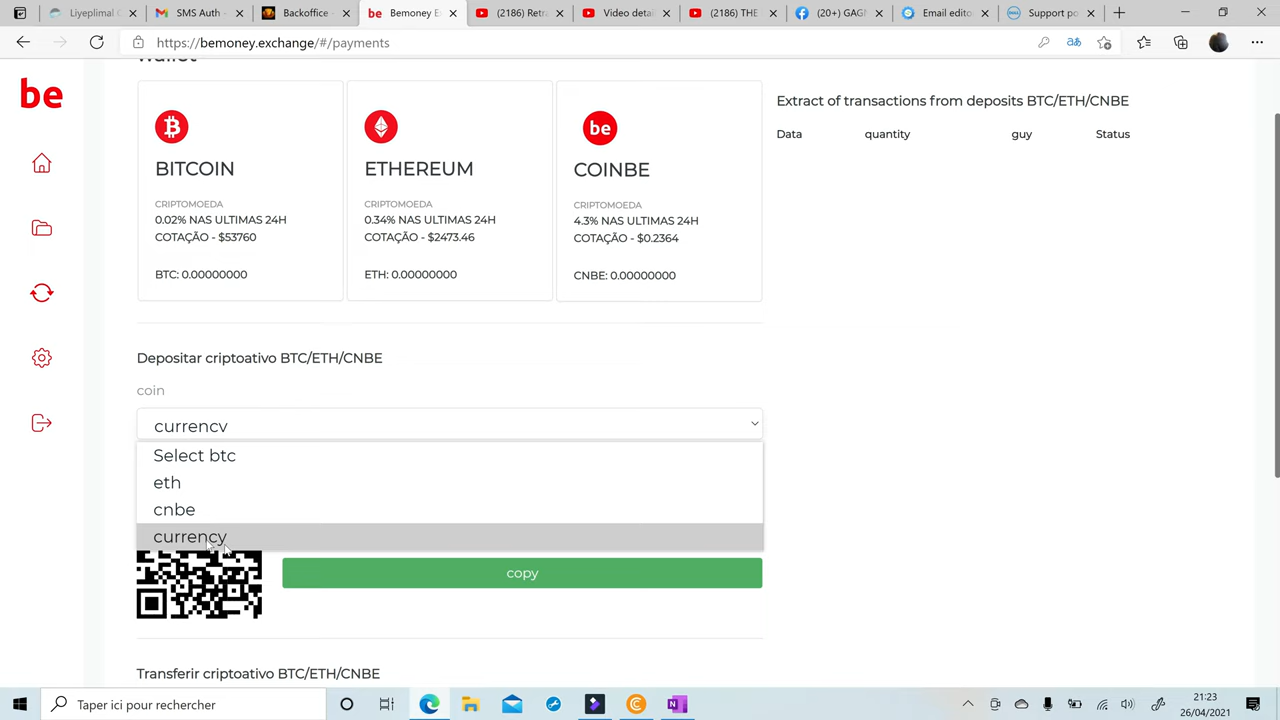 Liyeplimal C
SMS Auth -
Backoffice -
be Bemoney E
(2186) Retra
Video detai
(2186) THE
(20+) GAGN
Email editor
Support po
https://bemoney.exchange/#/payments
be
Wallet
Extract of transactions from deposits BTC/ETH/CNBE
Data quantity guy Status
BITCOIN
CRIPTOMOEDA
0.02% NAS ULTIMAS 24H
COTAÇÃO - $53760
BTC: 0.00000000
ETHEREUM
CRIPTOMOEDA
0.34% NAS ULTIMAS 24H
COTAÇÃO - $2473.46
ETH: 0.00000000
be
COINBE
CRIPTOMOEDA
4.3% NAS ULTIMAS 24H
COTAÇÃO - $0.2364
CNBE: 0.00000000
Depositar criptoativo BTC/ETH/CNBE
coin
currency
Select btc
eth
cnbe
currency
copy
Transferir criptoativo BTC/ETH/CNBE
Taper ici pour rechercher
21:23
26/04/2021